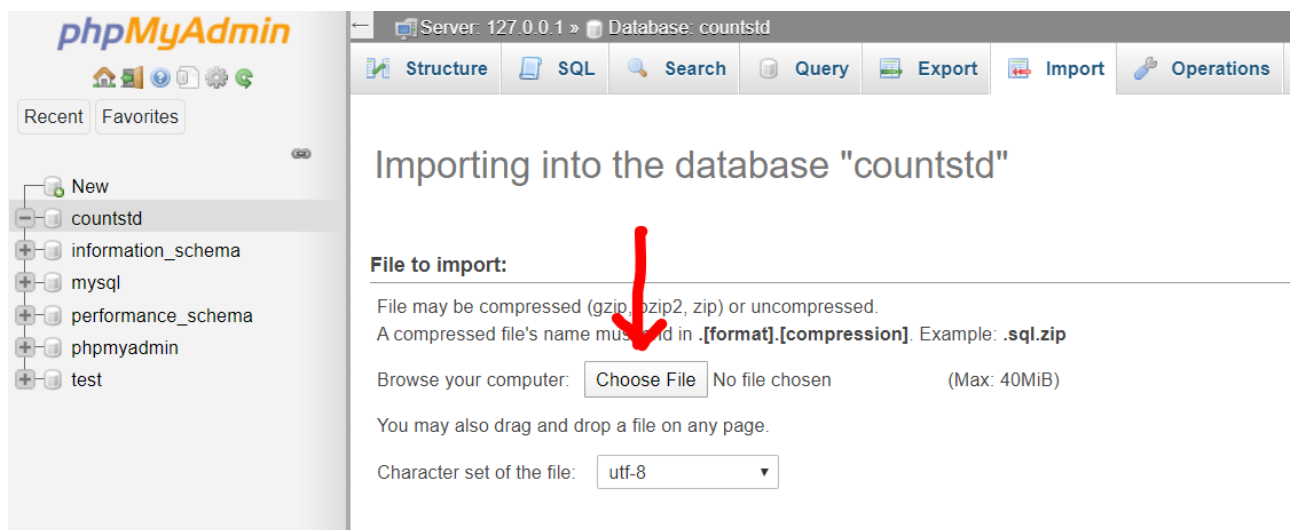 phpMyAdmin
Recent Favorites
New
countstd
information_schema
mysql
performance_schema
phpmyadmin
test
Server: 127.0.0.1 » Database: countstd
Structure SQL Search Query Export Import Operations
Importing into the database "countstd"
File to import:
File may be compressed (gzip, bzip2, zip) or uncompressed.
A compressed file's name must end in .[format].[compression]. Example: .sql.zip
Browse your computer: Choose File No file chosen (Max: 40MiB)
You may also drag and drop a file on any page.
Character set of the file: utf-8